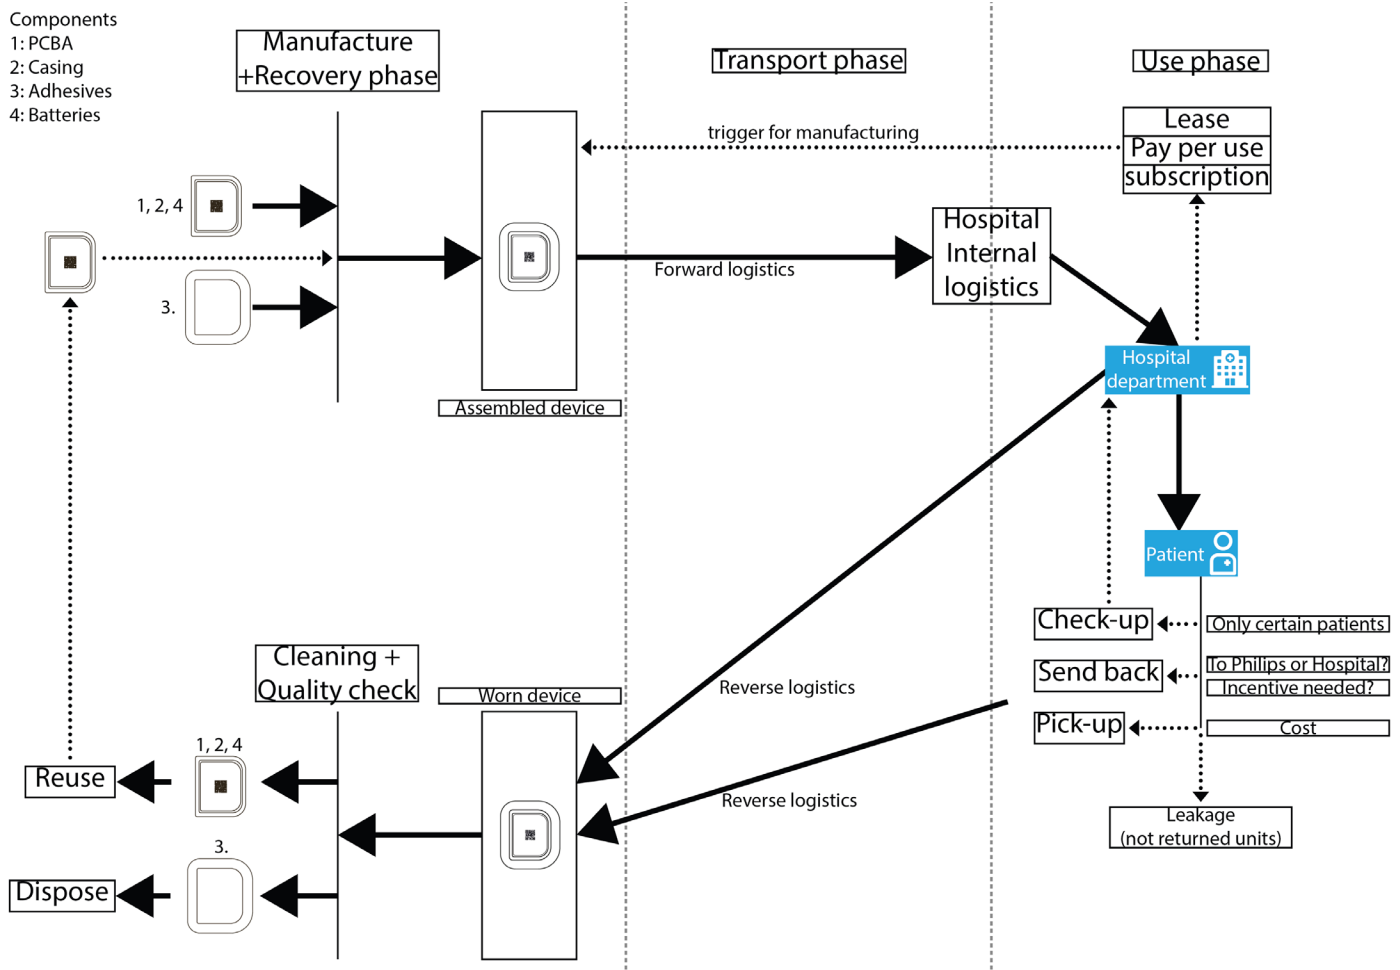 Components
1: PCBA
2: Casing
3: Adhesives
4: Batteries
Manufacture
+Recovery phase
Transport phase
Use phase
Lease
Pay per use
subscription
trigger for manufacturing
1, 2, 4
3.
Forward logistics
Hospital
Internal
logistics
Hospital
department
Assembled device
Patient
Check-up
Only certain patients
Send back
To Philips or Hospital?
Incentive needed?
Pick-up
Cost
Leakage
(not returned units)
Cleaning +
Quality check
Worn device
Reverse logistics
Reverse logistics
1, 2, 4
Reuse
3.
Dispose